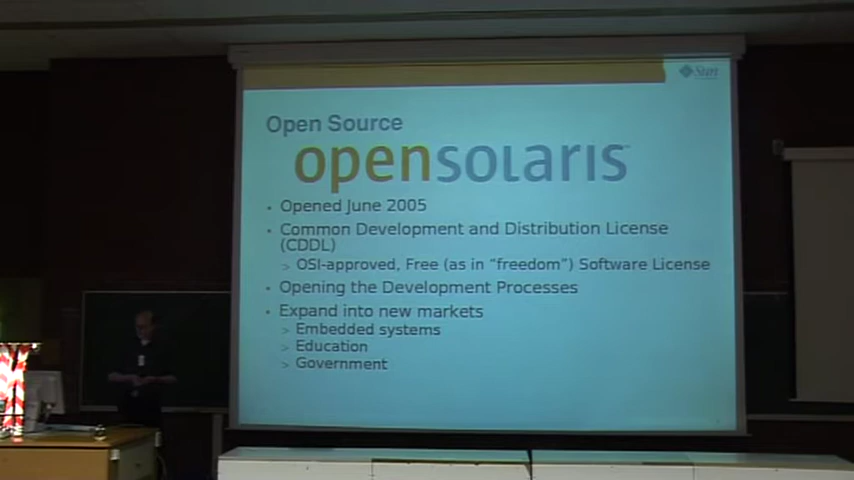 Sun
Open Source
opensolaris
• Opened June 2005
• Common Development and Distribution License
(CDDL)
> OSI-approved, Free (as in “freedom”) Software License
• Opening the Development Processes
• Expand into new markets
> Embedded systems
> Education
> Government